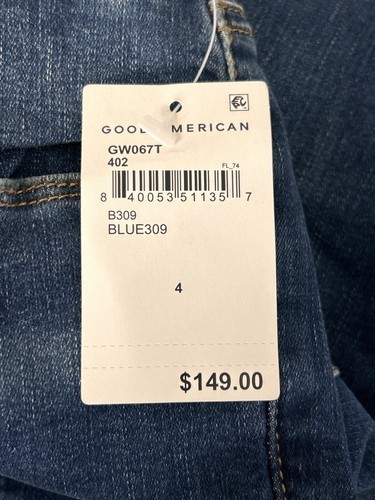 GOOD AMERICAN
GW067T
402
FL_74
8 40053 51135 7
B309
BLUE309
4
$149.00